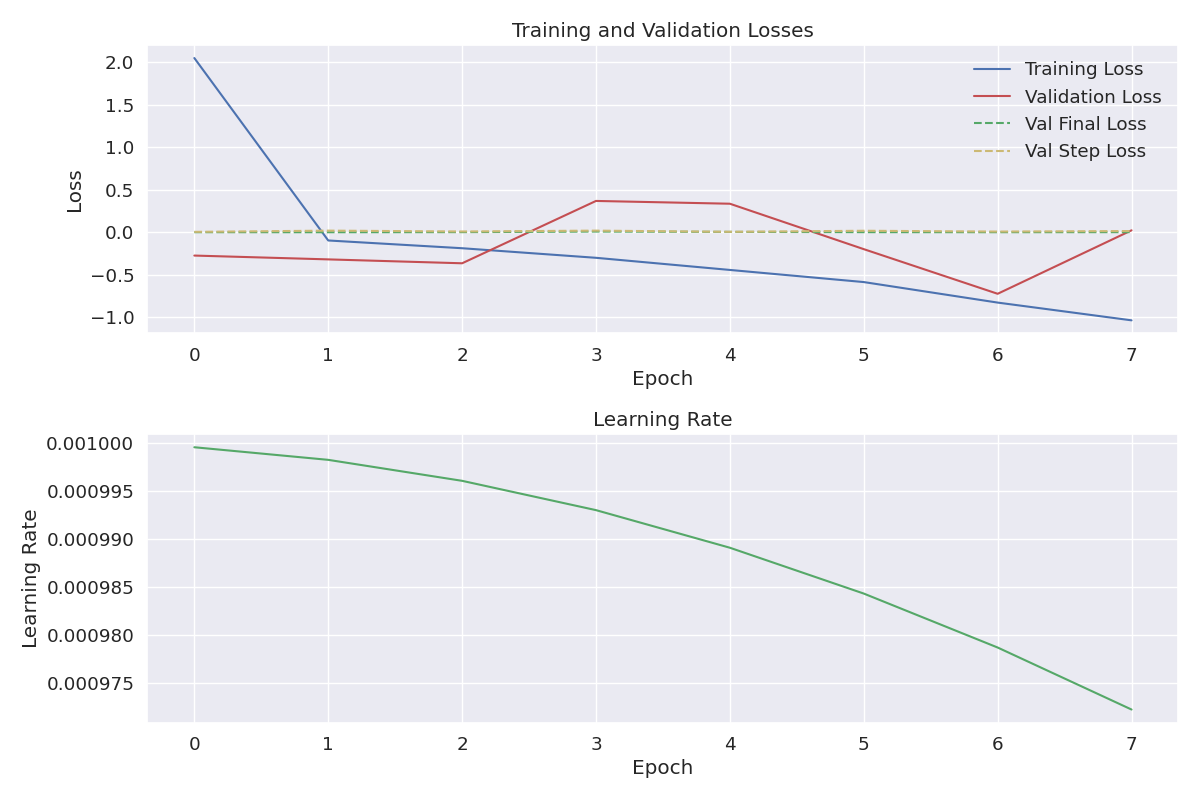 Training and Validation Losses
2.0
1.5
1.0
0.5
0.0
−0.5
−1.0
Loss
Training Loss
Validation Loss
Val Final Loss
Val Step Loss
0 1 2 3 4 5 6 7
Epoch
Learning Rate
0.001000
0.000995
0.000990
0.000985
0.000980
0.000975
Learning Rate
0 1 2 3 4 5 6 7
Epoch